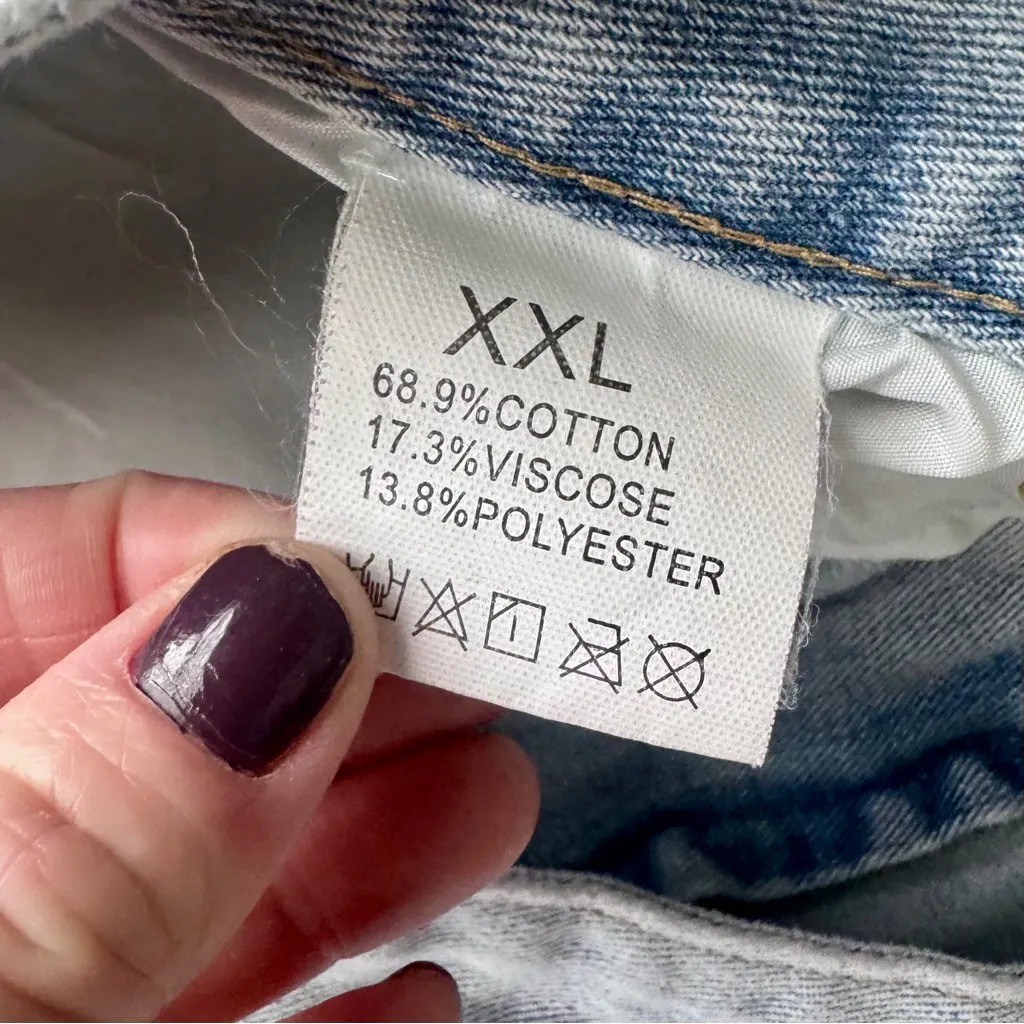 XXL
68.9%COTTON
17.3%VISCOSE
13.8%POLYESTER